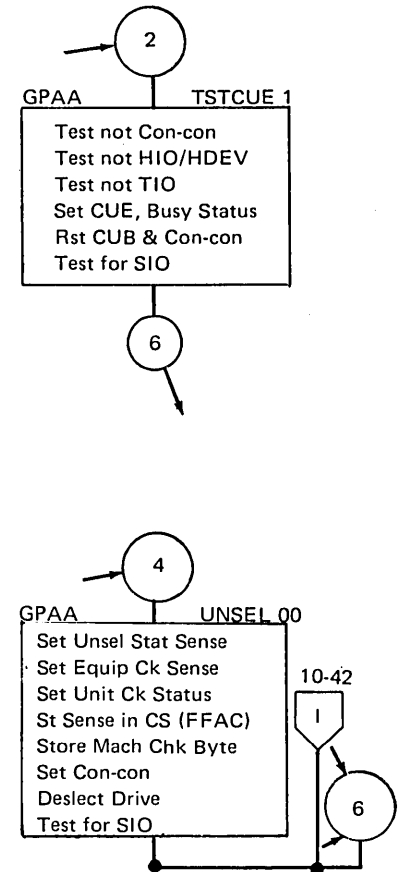 2
GPAA TSTCUE 1
Test not Con-con
Test not HIO/HDEV
Test not TIO
Set CUE, Busy Status
Rst CUB & Con-con
Test for SIO
6
4
GPAA UNSEL 00
Set Unsel Stat Sense
Set Equip Ck Sense
Set Unit Ck Status
St Sense in CS (FFAC)
Store Mach Chk Byte
Set Con-con
Deslect Drive
Test for SIO
10-42
I
6